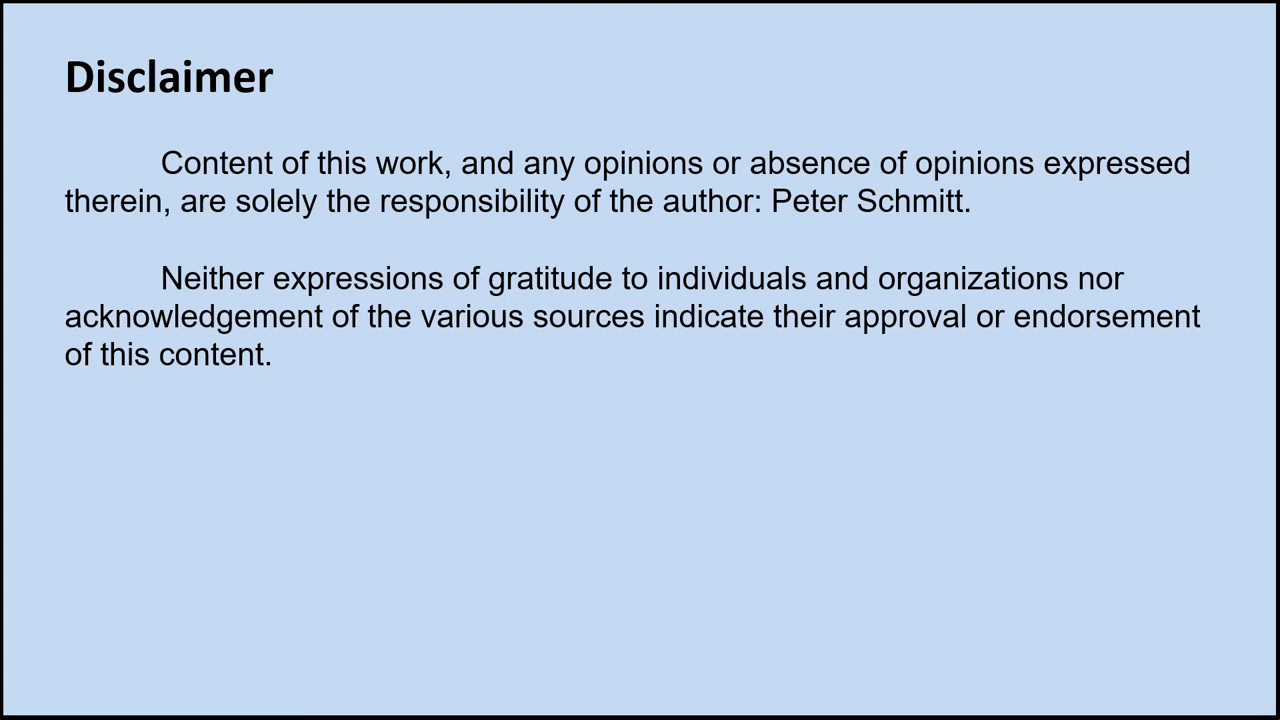 Disclaimer
Content of this work, and any opinions or absence of opinions expressed
therein, are solely the responsibility of the author: Peter Schmitt.
Neither expressions of gratitude to individuals and organizations nor
acknowledgement of the various sources indicate their approval or endorsement
of this content.